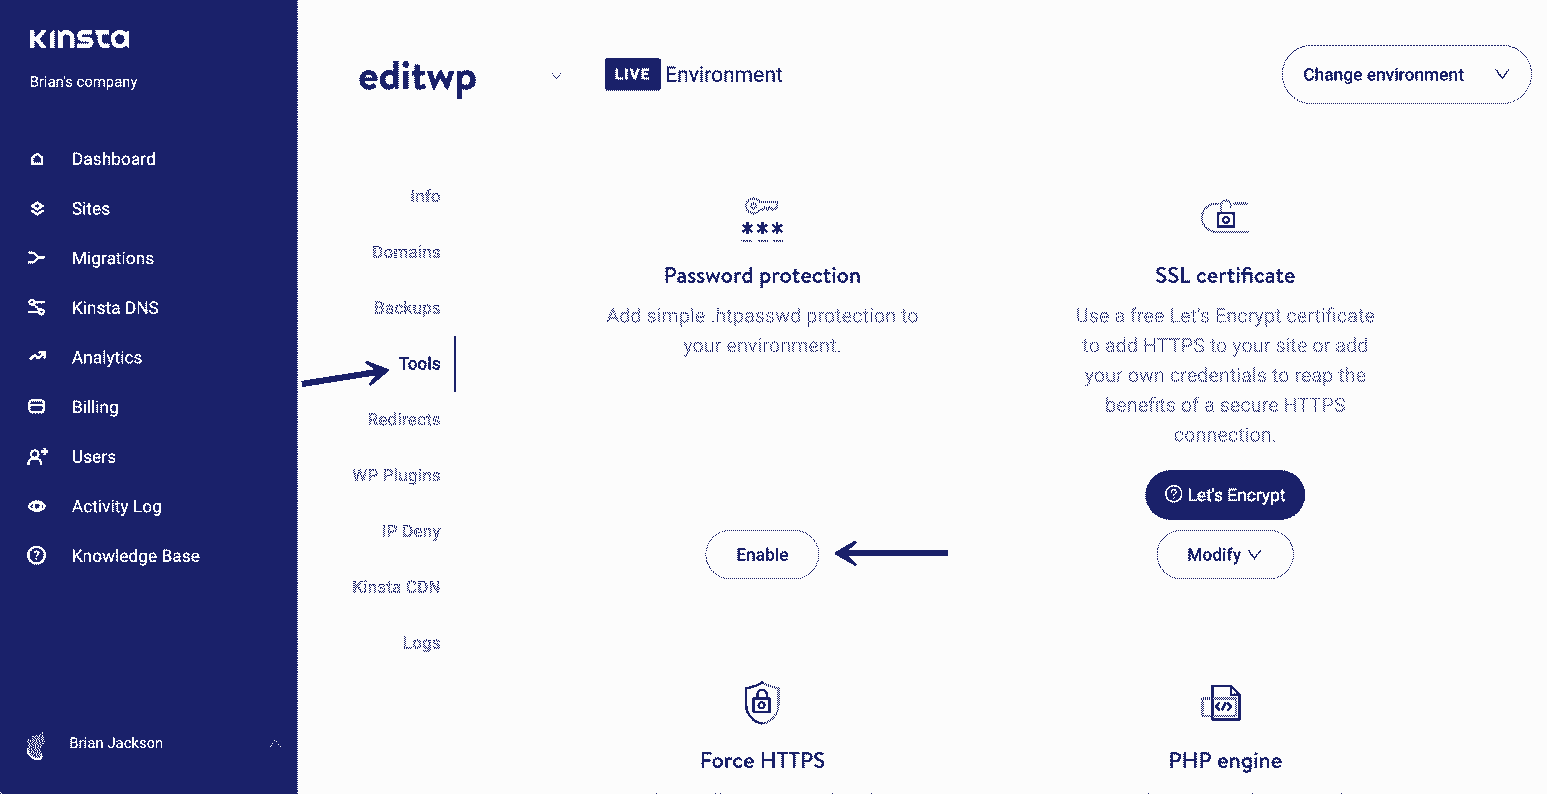 Kinsta
Brian's company
Dashboard
Sites
Migrations
Kinsta DNS
Analytics
Billing
Users
Activity Log
Knowledge Base
Brian Jackson
editwp
LIVE Environment
Change environment
Info
Domains
Backups
Tools
Redirects
WP Plugins
IP Deny
Kinsta CDN
Logs
Password protection
Add simple .htpasswd protection to
your environment.
Enable
SSL certificate
Use a free Let's Encrypt certificate
to add HTTPS to your site or add
your own credentials to reap the
benefits of a secure HTTPS
connection.
Let's Encrypt
Modify
Force HTTPS
PHP engine